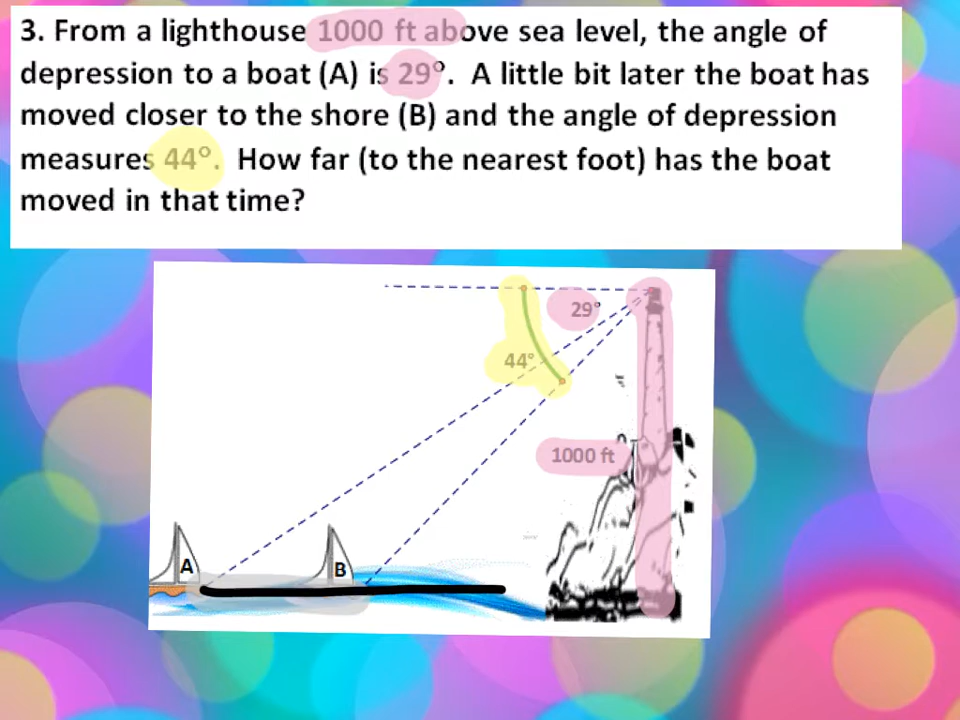 3. From a lighthouse 1000 ft above sea level, the angle of
depression to a boat (A) is 29°. A little bit later the boat has
moved closer to the shore (B) and the angle of depression
measures 44°. How far (to the nearest foot) has the boat
moved in that time?
29°
44°
1000 ft
A
B